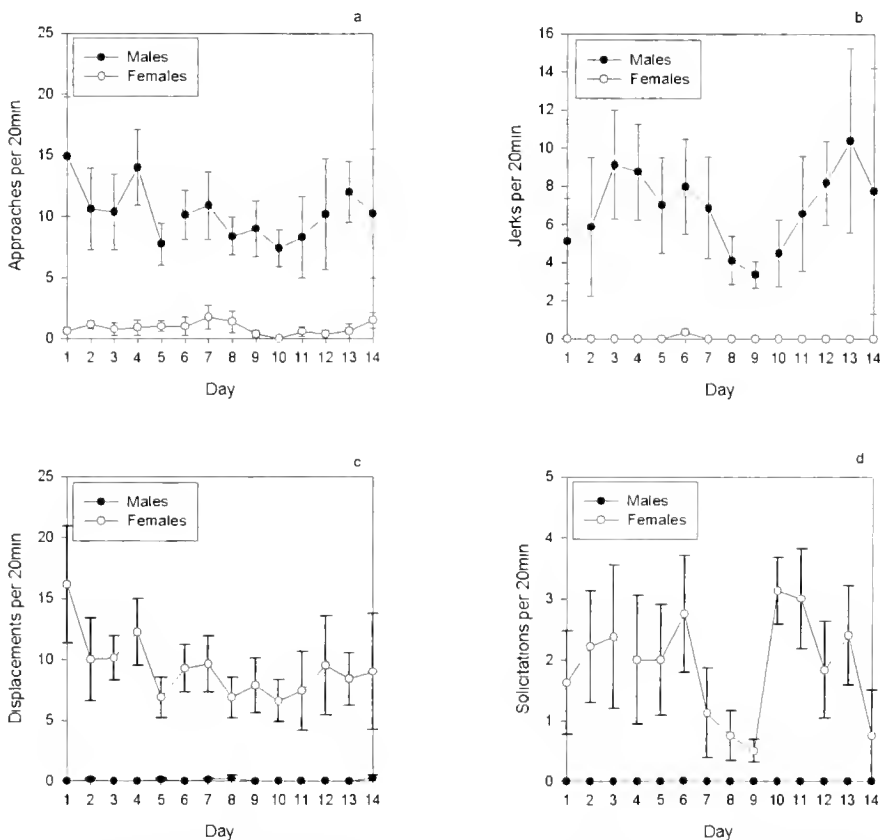 a
Approaches per 20min
25
20
15
10
5
0
Males
Females
1 2 3 4 5 6 7 8 9 10 11 12 13 14
Day
b
Jerks per 20min
16
14
12
10
8
6
4
2
0
Males
Females
1 2 3 4 5 6 7 8 9 10 11 12 13 14
Day
c
Displacements per 20min
25
20
15
10
5
0
Males
Females
1 2 3 4 5 6 7 8 9 10 11 12 13 14
Day
d
Solicitations per 20min
5
4
3
2
1
0
Males
Females
1 2 3 4 5 6 7 8 9 10 11 12 13 14
Day